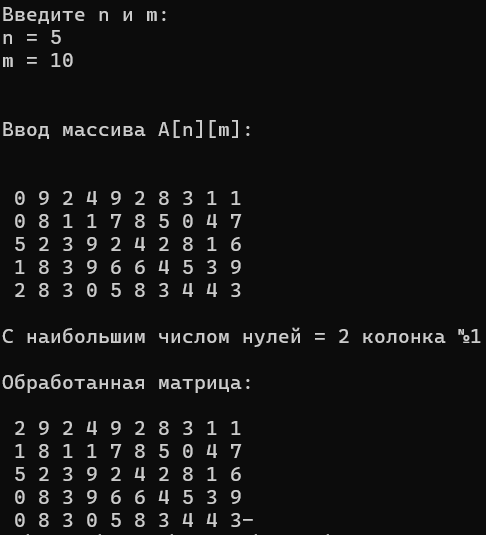 Введите n и m:
n = 5
m = 10
Ввод массива A[n][m]:
0 9 2 4 9 2 8 3 1 1
0 8 1 1 7 8 5 0 4 7
5 2 3 9 2 4 2 8 1 6
1 8 3 9 6 6 4 5 3 9
2 8 3 0 5 8 3 4 4 3
С наибольшим числом нулей = 2 колонка №1
Обработанная матрица:
2 9 2 4 9 2 8 3 1 1
1 8 1 1 7 8 5 0 4 7
5 2 3 9 2 4 2 8 1 6
0 8 3 9 6 6 4 5 3 9
0 8 3 0 5 8 3 4 4 3-